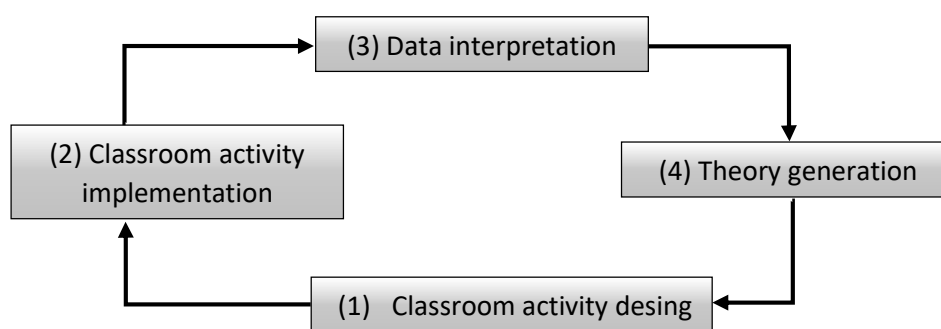 (3) Data interpretation
(2) Classroom activity
implementation
(4) Theory generation
(1) Classroom activity desing